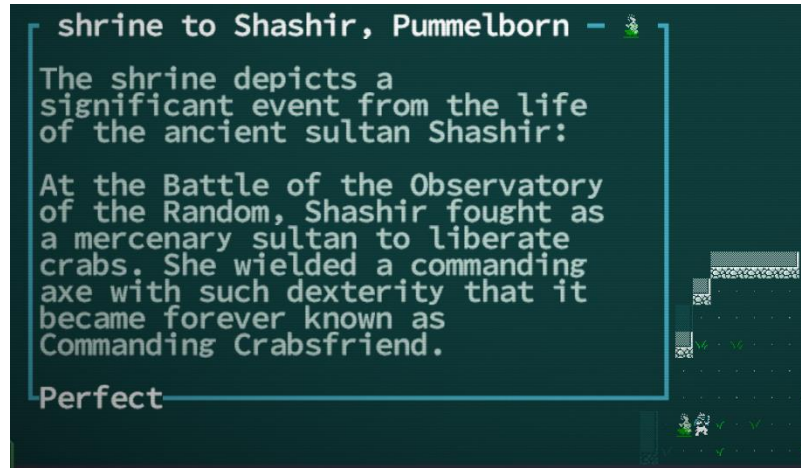 shrine to Shashir, Pummelborn –
The shrine depicts a
significant event from the life
of the ancient sultan Shashir:
At the Battle of the Observatory
of the Random, Shashir fought as
a mercenary sultan to liberate
crabs. She wielded a commanding
axe with such dexterity that it
became forever known as
Commanding Crabsfriend.
Perfect